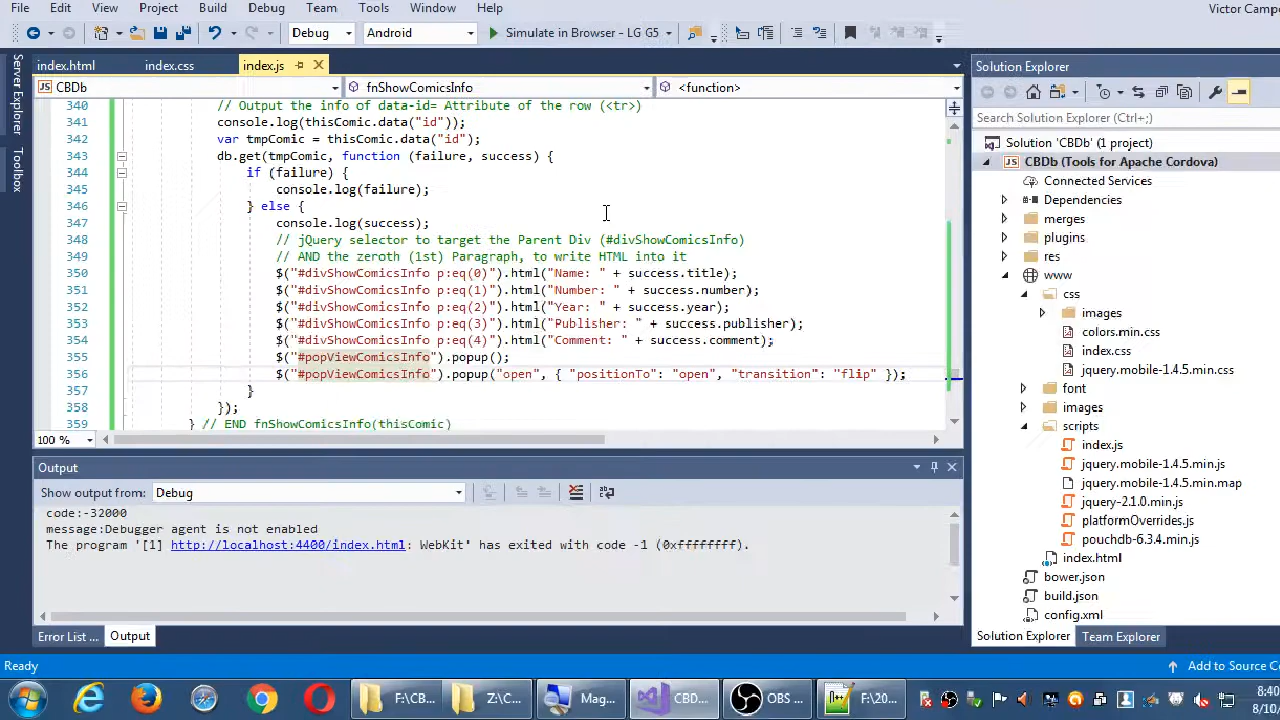 File Edit View Project Build Debug Team Tools Window Help
Victor Campo
Debug Android Simulate in Browser - LG G5
index.html index.css index.js
CBDb fnShowComicsInfo <function>
340 // Output the info of data-id= Attribute of the row (<tr>)
341 console.log(thisComic.data("id"));
342 var tmpComic = thisComic.data("id");
343 db.get(tmpComic, function (failure, success) {
344 if (failure) {
345 console.log(failure);
346 } else {
347 console.log(success);
348 // jQuery selector to target the Parent Div (#divShowComicsInfo)
349 // AND the zeroth (1st) Paragraph, to write HTML into it
350 $("#divShowComicsInfo p:eq(0)").html("Name: " + success.title);
351 $("#divShowComicsInfo p:eq(1)").html("Number: " + success.number);
352 $("#divShowComicsInfo p:eq(2)").html("Year: " + success.year);
353 $("#divShowComicsInfo p:eq(3)").html("Publisher: " + success.publisher);
354 $("#divShowComicsInfo p:eq(4)").html("Comment: " + success.comment);
355 $("#popViewComicsInfo").popup();
356 $("#popViewComicsInfo").popup("open", { "positionTo": "open", "transition": "flip" });
357 }
358 });
359 } // END fnShowComicsInfo(thisComic)
100 %
Server Explorer
Toolbox
Output
Show output from: Debug
code:-32000
message:Debugger agent is not enabled
The program '[1] http://localhost:4400/index.html: WebKit' has exited with code -1 (0xffffffff).
Error List ... Output
Solution Explorer
Search Solution Explorer (Ctrl+;)
Solution 'CBDb' (1 project)
JS CBDb (Tools for Apache Cordova)
Connected Services
Dependencies
merges
plugins
res
www
css
images
colors.min.css
index.css
jquery.mobile-1.4.5.min.css
font
images
scripts
index.js
jquery.mobile-1.4.5.min.js
jquery.mobile-1.4.5.min.map
jquery-2.1.0.min.js
platformOverrides.js
pouchdb-6.3.4.min.js
index.html
bower.json
build.json
config.xml
Solution Explorer Team Explorer
Ready
Add to Source Co
F:\CB... Z:\C... Mag... CBD... OBS ... F:\20...
8:40
8/10/